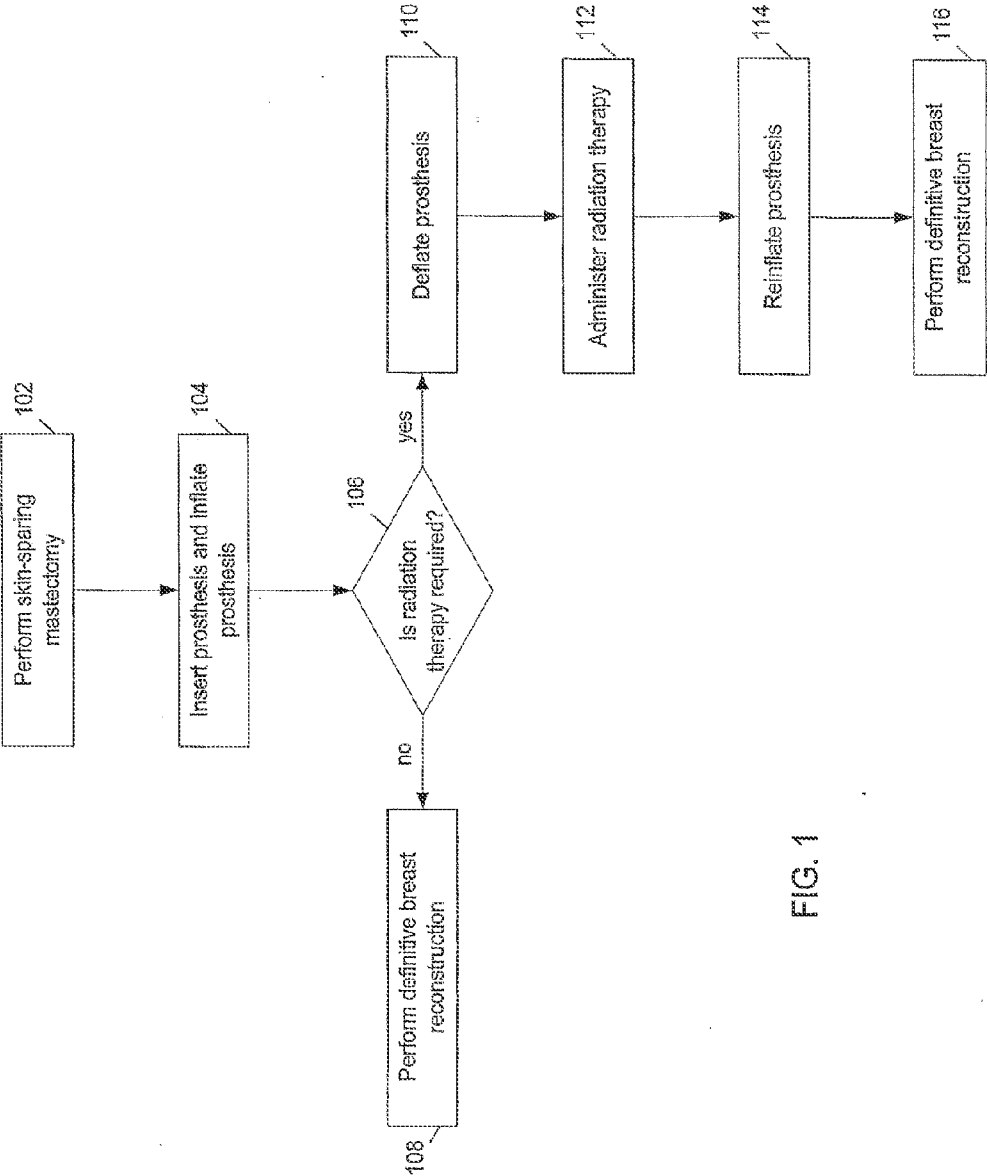 102
Perform skin-sparing
mastectomy
104
Insert prosthesis and inflate
prosthesis
106
Is radiation
therapy required?
no
yes
108
Perform definitive breast
reconstruction
110
Deflate prosthesis
112
Administer radiation therapy
114
Reinflate prosthesis
116
Perform definitive breast
reconstruction
FIG. 1